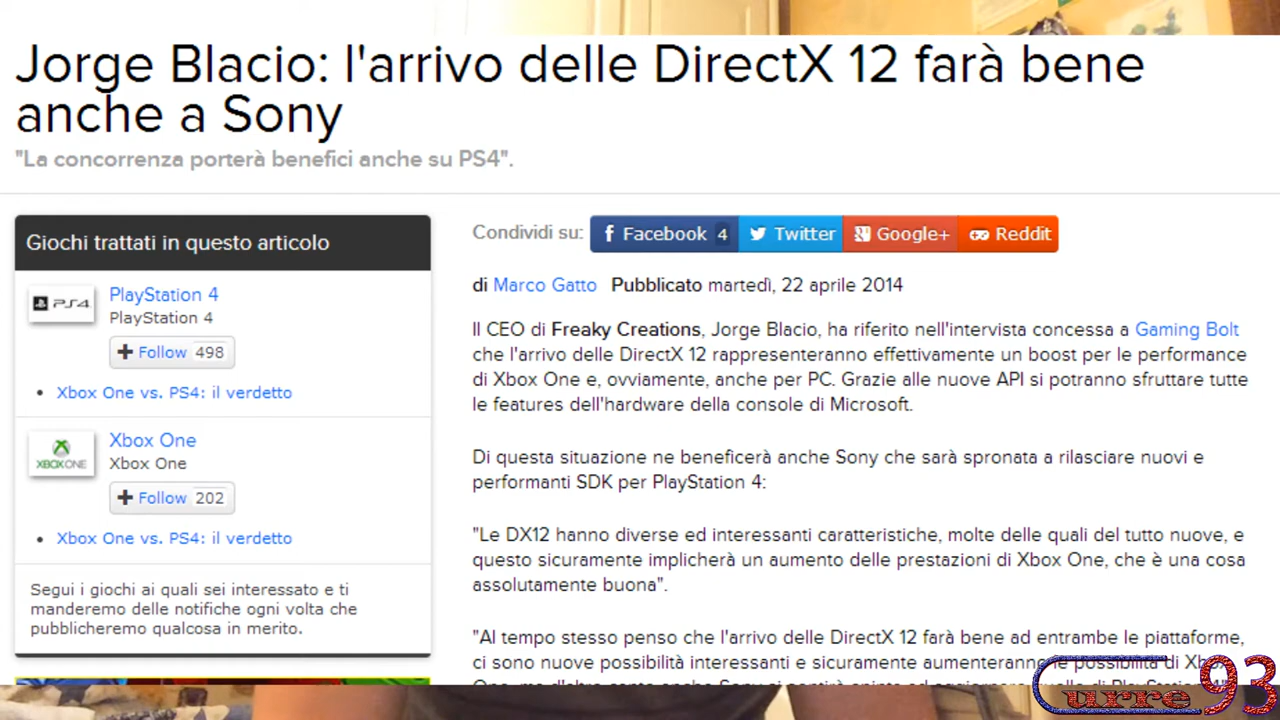 Jorge Blacio: l'arrivo delle DirectX 12 farà bene
anche a Sony
"La concorrenza porterà benefici anche su PS4".
Giochi trattati in questo articolo
PS4
PlayStation 4
PlayStation 4
+ Follow 498
• Xbox One vs. PS4: il verdetto
XBOX ONE
Xbox One
Xbox One
+ Follow 202
• Xbox One vs. PS4: il verdetto
Segui i giochi ai quali sei interessato e ti
manderemo delle notifiche ogni volta che
pubblicheremo qualcosa in merito.
Condividi su: Facebook 4 Twitter Google+ Reddit
di Marco Gatto Pubblicato martedì, 22 aprile 2014
Il CEO di Freaky Creations, Jorge Blacio, ha riferito nell'intervista concessa a Gaming Bolt
che l'arrivo delle DirectX 12 rappresenteranno effettivamente un boost per le performance
di Xbox One e, ovviamente, anche per PC. Grazie alle nuove API si potranno sfruttare tutte
le features dell'hardware della console di Microsoft.
Di questa situazione ne beneficerà anche Sony che sarà spronata a rilasciare nuovi e
performanti SDK per PlayStation 4:
"Le DX12 hanno diverse ed interessanti caratteristiche, molte delle quali del tutto nuove, e
questo sicuramente implicherà un aumento delle prestazioni di Xbox One, che è una cosa
assolutamente buona".
"Al tempo stesso penso che l'arrivo delle DirectX 12 farà bene ad entrambe le piattaforme,
ci sono nuove possibilità interessanti e sicuramente aumenteranno le possibilità di
Curre 93